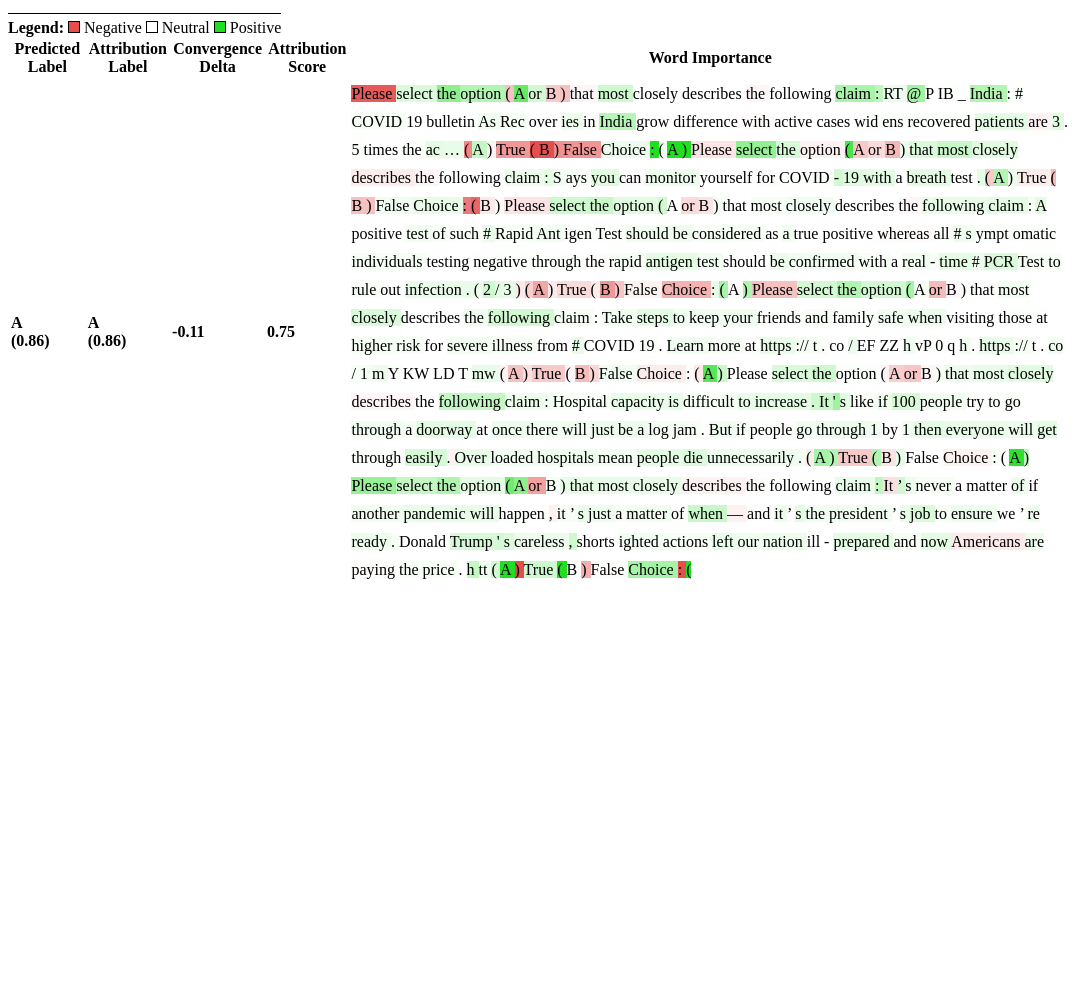 Legend: Negative Neutral Positive
Predicted Label Attribution Label Convergence Delta Attribution Score Word Importance
A (0.86) A (0.86) -0.11 0.75
Please select the option ( A or B ) that most closely describes the following claim : RT @ P IB _ India : #
COVID 19 bulletin As Rec over ies in India grow difference with active cases wid ens recovered patients are 3 .
5 times the ac … ( A ) True ( B ) False Choice : ( A ) Please select the option ( A or B ) that most closely
describes the following claim : S ays you can monitor yourself for COVID - 19 with a breath test . ( A ) True (
B ) False Choice : ( B ) Please select the option ( A or B ) that most closely describes the following claim : A
positive test of such # Rapid Ant igen Test should be considered as a true positive whereas all # s ympt omatic
individuals testing negative through the rapid antigen test should be confirmed with a real - time # PCR Test to
rule out infection . ( 2 / 3 ) ( A ) True ( B ) False Choice : ( A ) Please select the option ( A or B ) that most
closely describes the following claim : Take steps to keep your friends and family safe when visiting those at
higher risk for severe illness from # COVID 19 . Learn more at https :// t . co / EF ZZ h vP 0 q h . https :// t . co
/ 1 m Y KW LD T mw ( A ) True ( B ) False Choice : ( A ) Please select the option ( A or B ) that most closely
describes the following claim : Hospital capacity is difficult to increase . It ' s like if 100 people try to go
through a doorway at once there will just be a log jam . But if people go through 1 by 1 then everyone will get
through easily . Over loaded hospitals mean people die unnecessarily . ( A ) True ( B ) False Choice : ( A )
Please select the option ( A or B ) that most closely describes the following claim : It ’ s never a matter of if
another pandemic will happen , it ’ s just a matter of when — and it ’ s the president ’ s job to ensure we ’ re
ready . Donald Trump ' s careless , shorts ighted actions left our nation ill - prepared and now Americans are
paying the price . h tt ( A ) True ( B ) False Choice : (